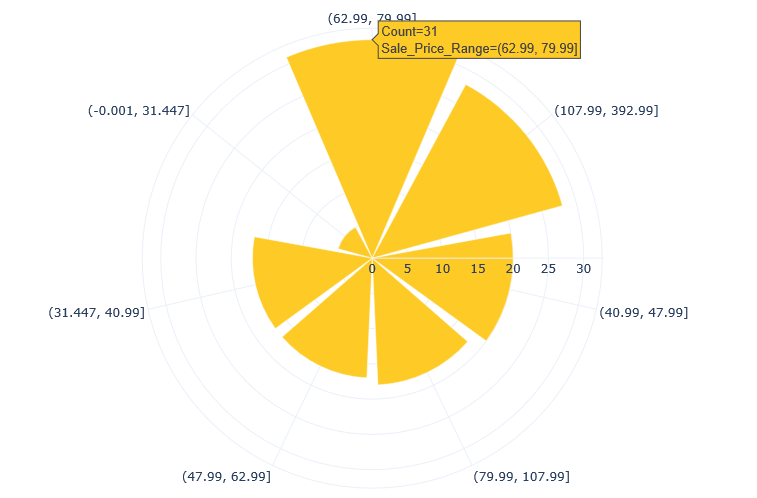 (62.99, 79.99]
Count=31
Sale_Price_Range=(62.99, 79.99]
(-0.001, 31.447]
(107.99, 392.99]
0 5 10 15 20 25 30
(31.447, 40.99]
(40.99, 47.99]
(47.99, 62.99]
(79.99, 107.99]